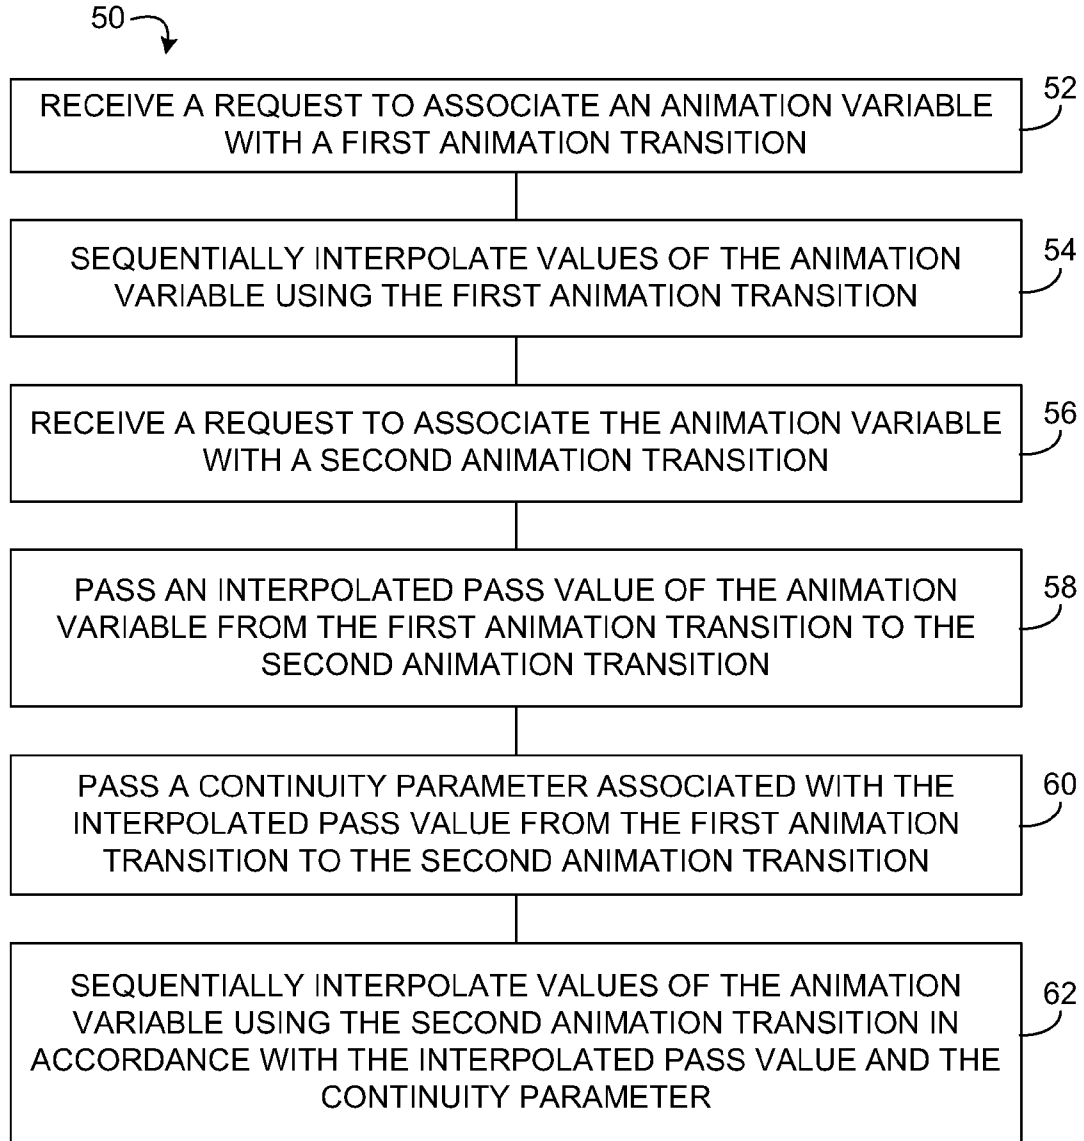 50
RECEIVE A REQUEST TO ASSOCIATE AN ANIMATION VARIABLE
WITH A FIRST ANIMATION TRANSITION
52
SEQUENTIALLY INTERPOLATE VALUES OF THE ANIMATION
VARIABLE USING THE FIRST ANIMATION TRANSITION
54
RECEIVE A REQUEST TO ASSOCIATE THE ANIMATION VARIABLE
WITH A SECOND ANIMATION TRANSITION
56
PASS AN INTERPOLATED PASS VALUE OF THE ANIMATION
VARIABLE FROM THE FIRST ANIMATION TRANSITION TO THE
SECOND ANIMATION TRANSITION
58
PASS A CONTINUITY PARAMETER ASSOCIATED WITH THE
INTERPOLATED PASS VALUE FROM THE FIRST ANIMATION
TRANSITION TO THE SECOND ANIMATION TRANSITION
60
SEQUENTIALLY INTERPOLATE VALUES OF THE ANIMATION
VARIABLE USING THE SECOND ANIMATION TRANSITION IN
ACCORDANCE WITH THE INTERPOLATED PASS VALUE AND THE
CONTINUITY PARAMETER
62